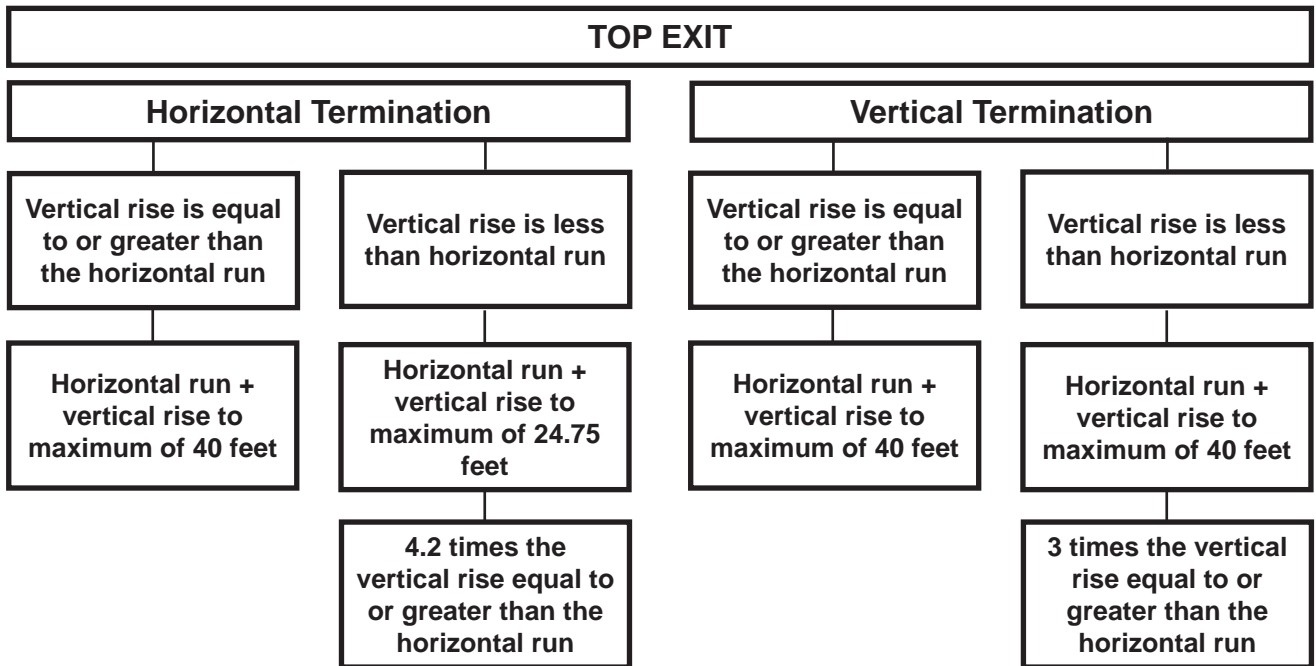 TOP EXIT
Horizontal Termination
Vertical Termination
Vertical rise is equal
to or greater than
the horizontal run
Vertical rise is less
than horizontal run
Vertical rise is equal
to or greater than
the horizontal run
Vertical rise is less
than horizontal run
Horizontal run +
vertical rise to
maximum of 40 feet
Horizontal run +
vertical rise to
maximum of 24.75
feet
Horizontal run +
vertical rise to
maximum of 40 feet
Horizontal run +
vertical rise to
maximum of 40 feet
4.2 times the
vertical rise equal to
or greater than the
horizontal run
3 times the vertical
rise equal to or
greater than the
horizontal run